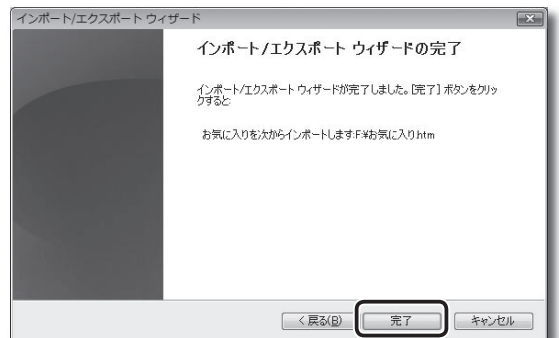 インポート/エクスポート ウィザード
インポート/エクスポート ウィザードの完了
インポート/エクスポート ウィザードが完了しました。[完了] ボタンをクリッ
クすると
お気に入りを次からインポートします:F:¥お気に入り.htm
< 戻る(B)
完了
キャンセル